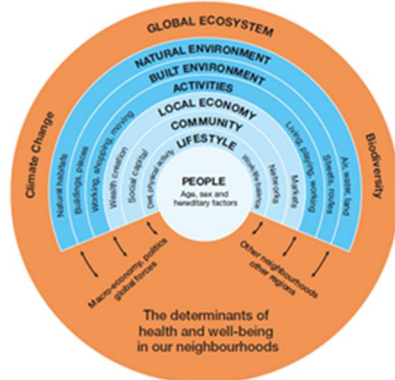 GLOBAL ECOSYSTEM
NATURAL ENVIRONMENT
BUILT ENVIRONMENT
ACTIVITIES
LOCAL ECONOMY
COMMUNITY
LIFESTYLE
PEOPLE
Age, sex and
hereditary factors
Climate Change
Natural habitats
Buildings, places
Working, shopping, moving
Wealth creation
Social capital
Diet, physical activity
Work/life balance
Networks
Markets
Living, playing, working
Streets, routes
Air, water, land
Biodiversity
Macro-economy, politics
global forces
Other neighbourhoods
other regions
The determinants of
health and well-being
in our neighbourhoods